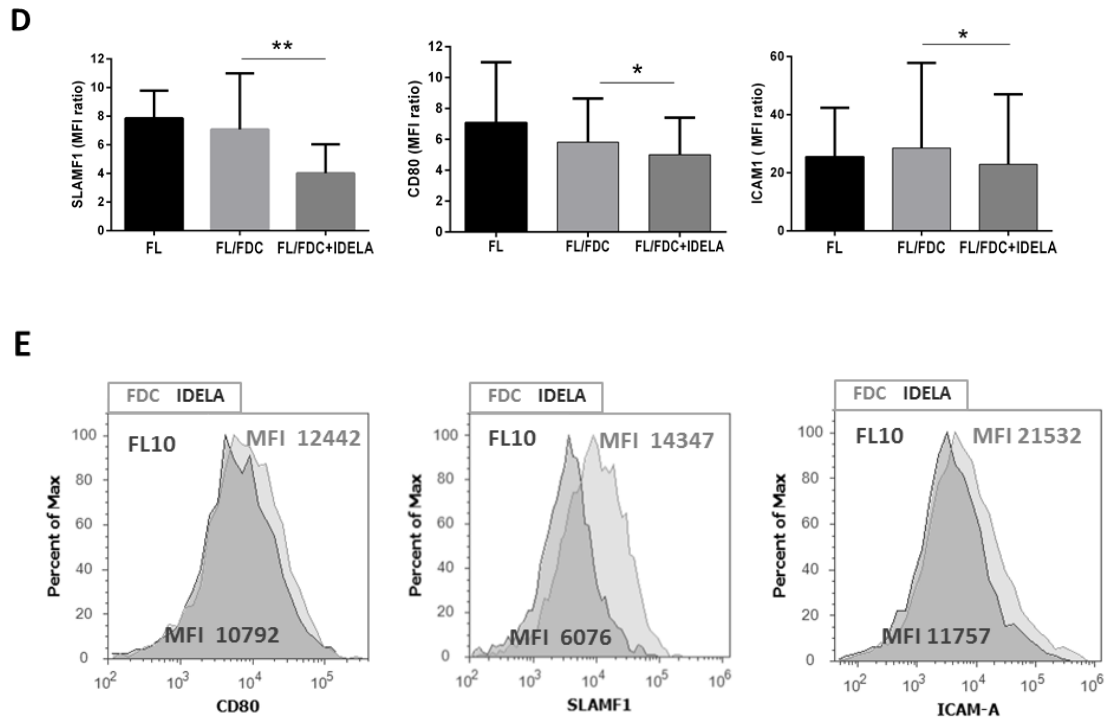 D
**
*
*
SLAMF1 (MFI ratio)
12
10
8
6
4
2
0
FL
FL/FDC
FL/FDC+IDELA
CD80 (MFI ratio)
12
10
8
6
4
2
0
FL
FL/FDC
FL/FDC+IDELA
ICAM1 ( MFI ratio)
60
40
20
0
FL
FL/FDC
FL/FDC+IDELA
E
FDC IDELA
FL10
MFI 12442
MFI 10792
Percent of Max
100
80
60
40
20
0
10² 10³ 10⁴ 10⁵
CD80
FDC IDELA
FL10
MFI 14347
MFI 6076
Percent of Max
100
80
60
40
20
0
10² 10³ 10⁴ 10⁵ 10⁶
SLAMF1
FDC IDELA
FL10
MFI 21532
MFI 11757
Percent of Max
100
80
60
40
20
0
10² 10³ 10⁴ 10⁵ 10⁶
ICAM-A